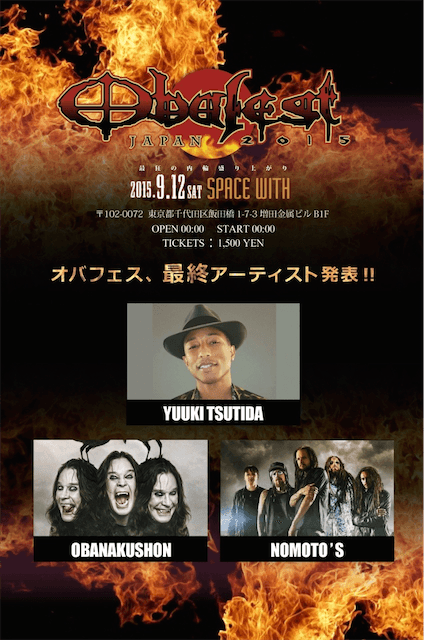 Obafest
JAPAN 2015
最狂の内輪盛り上がり
2015.9.12 SAT SPACE WITH
〒102-0072 東京都千代田区飯田橋 1-7-3 増田金属ビル B1F
OPEN 00:00 START 00:00
TICKETS : 1,500 YEN
オバフェス、最終アーティスト発表!!
YUUKI TSUTIDA
OBANAKUSHON
NOMOTO'S